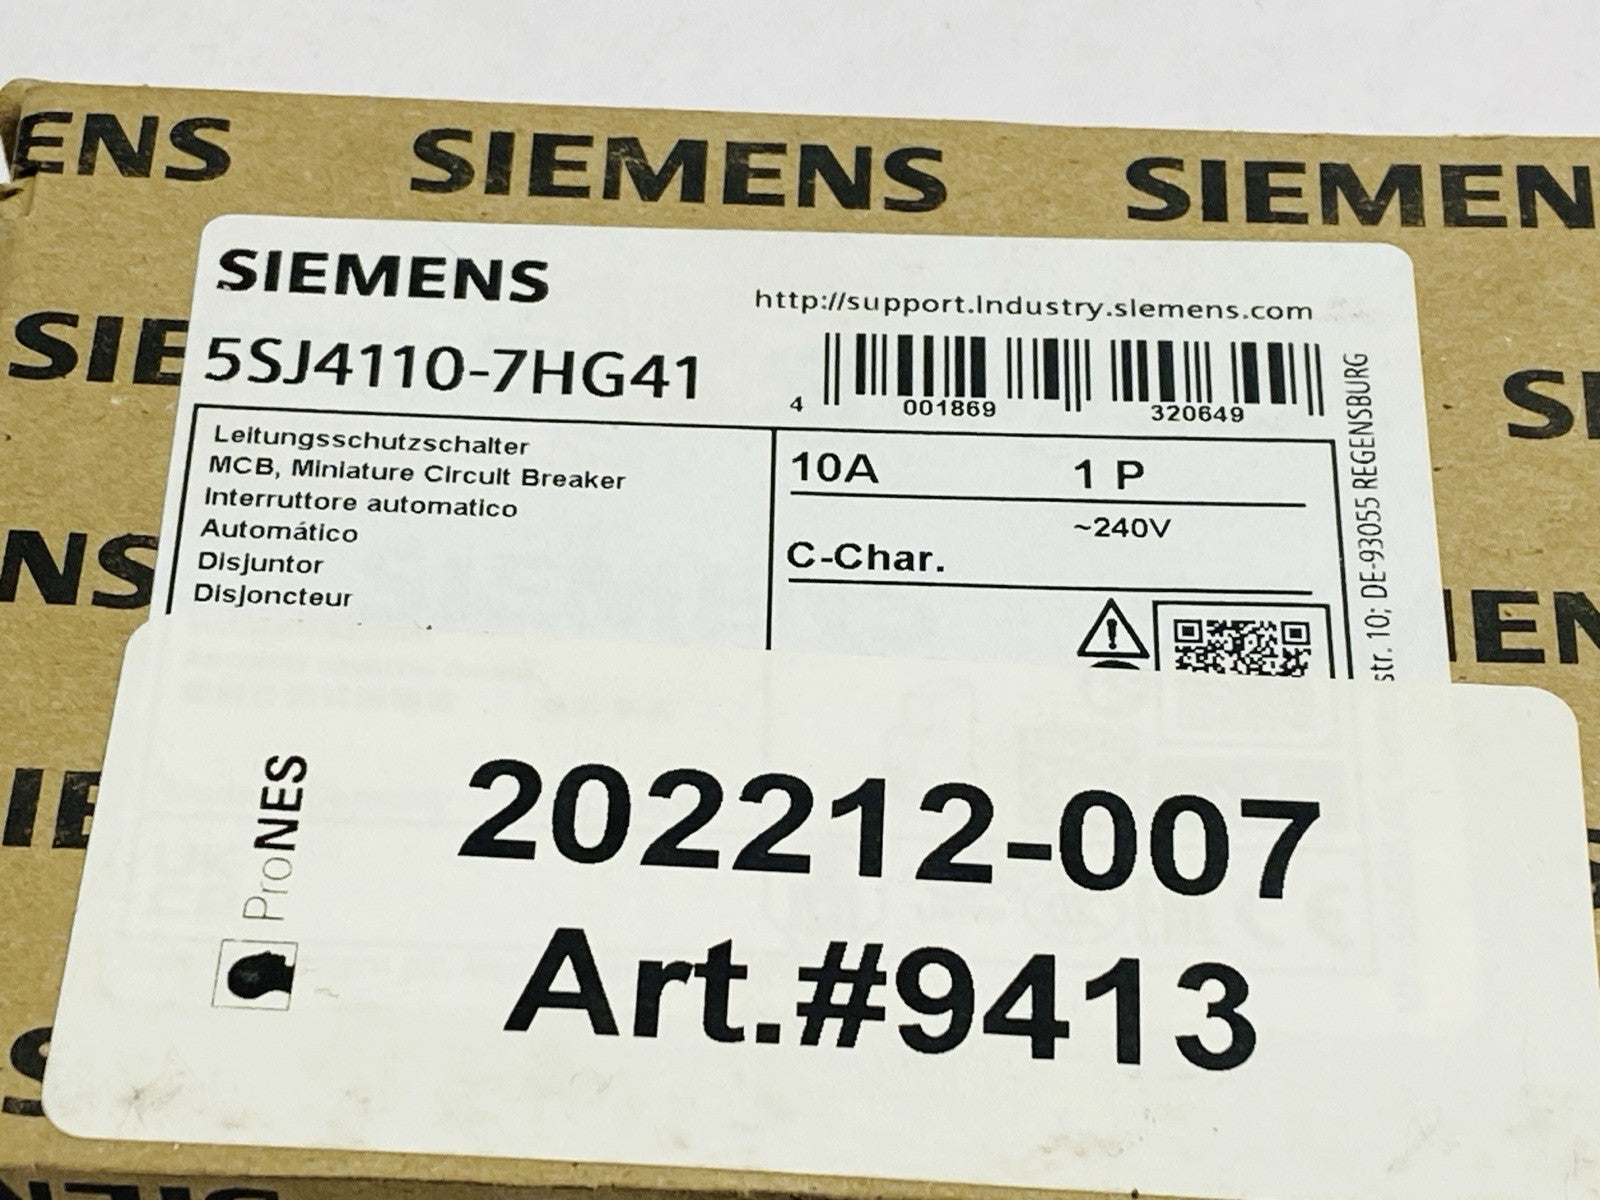 ENS SIEMENS SIEMEN
SIEMENS
http://support.Industry.siemens.com
5SJ4110-7HG41
4 001869 320649
Leitungsschutzschalter
MCB, Miniature Circuit Breaker
Interruttore automatico
Automático
Disjuntor
Disjoncteur
10A 1 P
~240V
C-Char.
str. 10; DE-93055 REGENSBURG
SIE
NS
IEN
ProNES
202212-007
Art.#9413